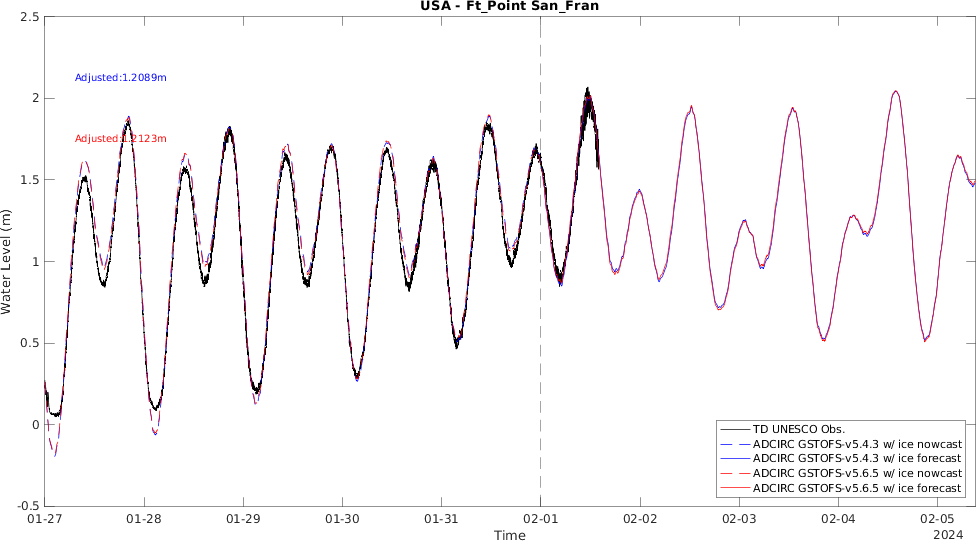 USA - Ft_Point San_Fran
2.5
2
1.5
1
0.5
0
-0.5
Water Level (m)
Adjusted:1.2089m
Adjusted:1.2123m
TD UNESCO Obs.
ADCIRC GSTOFS-v5.4.3 w/ ice nowcast
ADCIRC GSTOFS-v5.4.3 w/ ice forecast
ADCIRC GSTOFS-v5.6.5 w/ ice nowcast
ADCIRC GSTOFS-v5.6.5 w/ ice forecast
01-27 01-28 01-29 01-30 01-31 02-01 02-02 02-03 02-04 02-05
Time
2024